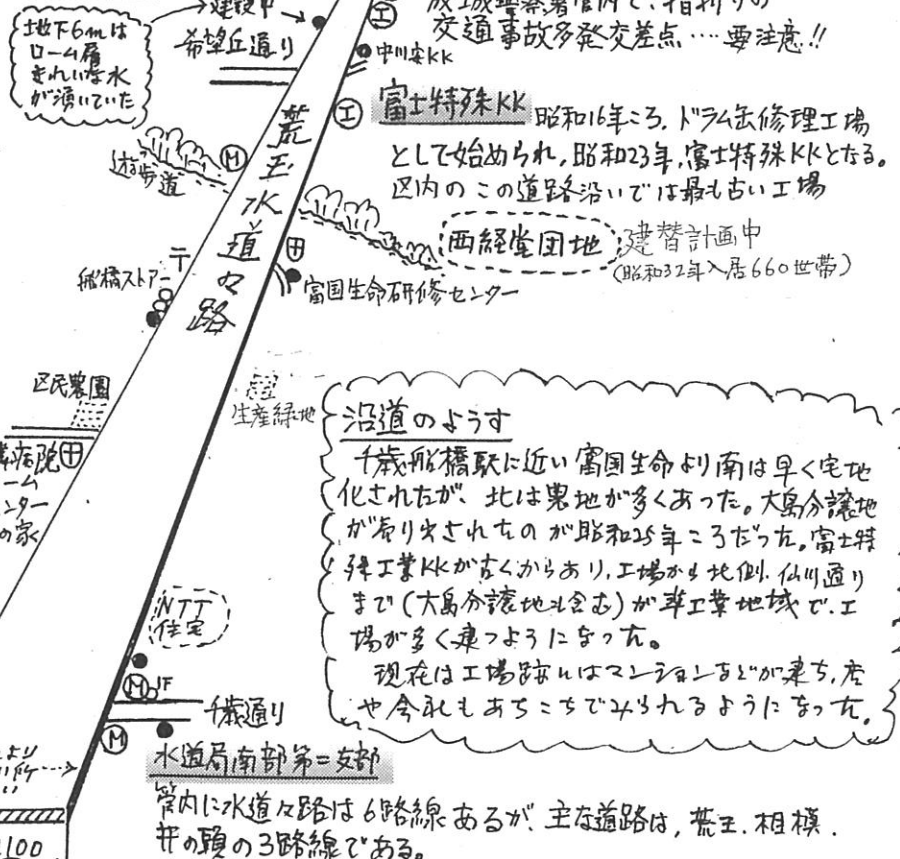 建設中
希望丘通り
地下6mは
ローム層
きれいな水
が湧いていた
交通事故多発交差点‥‥要注意!!
中川安KK
富士特殊KK
昭和16年ころ、ドラム缶修理工場
として始められ、昭和23年、富士特殊KKとなる。
区内のこの道路沿いでは最も古い工場
荒玉水道々路
遊歩道
西経堂団地
建替計画中
(昭和32年入居660世帯)
船橋ストアー
富国生命研修センター
区民農園
生産緑地
病院
ーム
ンター
の家
沿道のようす
千歳船橋駅に近い富国生命より南は早く宅地
化されたが、北は畏地が多くあった。大島分譲地
が売り出されたのが昭和25年ころだった。富士特
殊工業KKが古くからあり、工場から北側、仙川通り
まで(大島分譲地も含む)が準工業地域で、工
場が多く建つようになった。
現在は工場跡いはマンションなどが建ち、店
や会社もあちこちでみられるようになった。
NTT
住宅
JF
千歳通り
水道局南部第二支部
管内に水道々路は6路線あるが、主な道路は、荒玉、相模、
井の頭の3路線である。
100